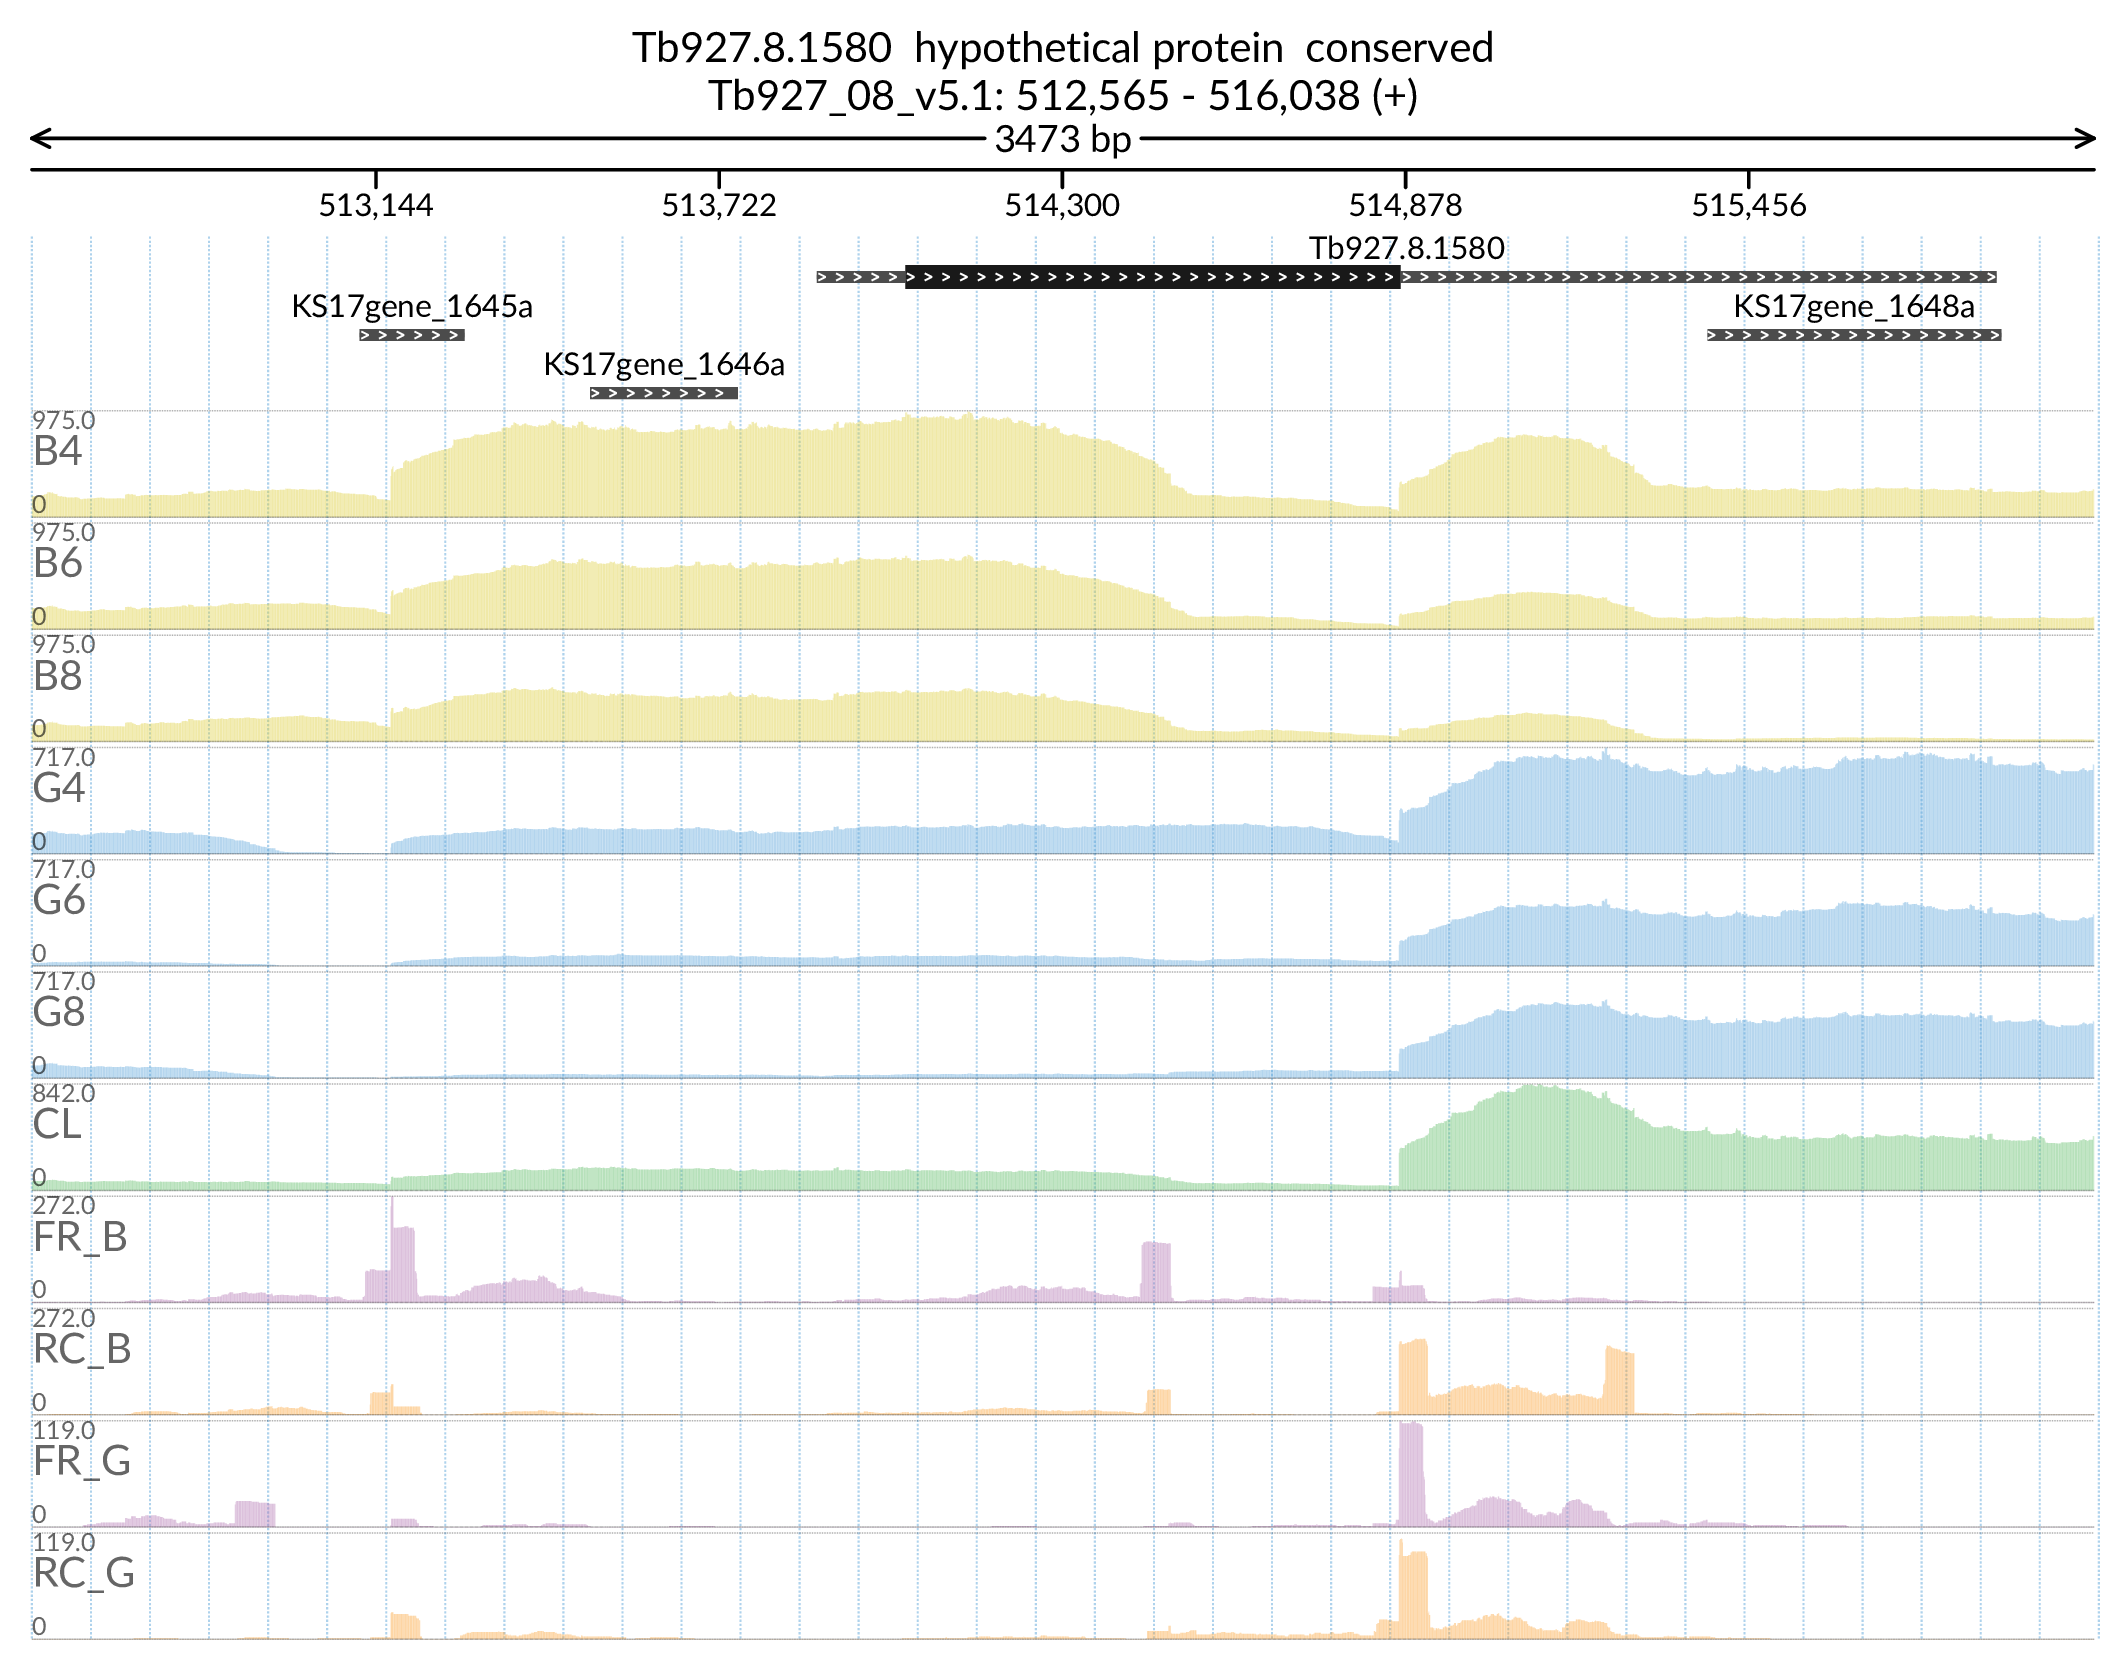 Tb927.8.1580  hypothetical protein  conserved
Tb927_08_v5.1: 512,565 - 516,038 (+)
3473 bp
513,144 513,722 514,300 514,878 515,456
Tb927.8.1580
KS17gene_1645a KS17gene_1648a
KS17gene_1646a
975.0
B4
0
975.0
B6
0
975.0
B8
0
717.0
G4
0
717.0
G6
0
717.0
G8
0
842.0
CL
0
272.0
FR_B
0
272.0
RC_B
0
119.0
FR_G
0
119.0
RC_G
0